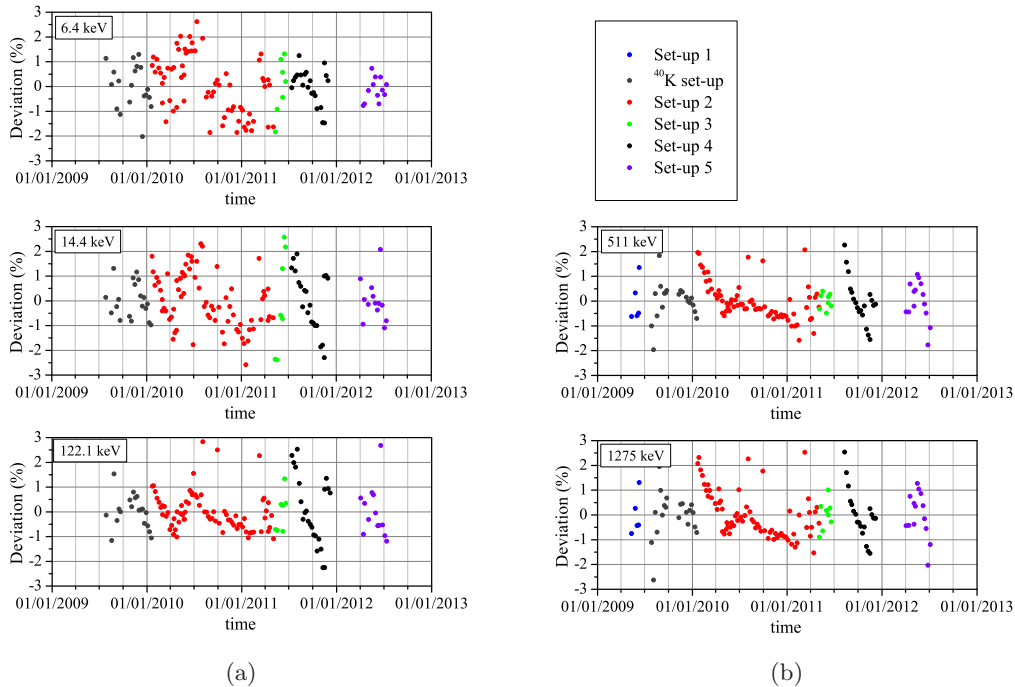 6.4 keV
Deviation (%)
3
2
1
0
-1
-2
-3
01/01/2009 01/01/2010 01/01/2011 01/01/2012 01/01/2013
time
14.4 keV
Deviation (%)
3
2
1
0
-1
-2
-3
01/01/2009 01/01/2010 01/01/2011 01/01/2012 01/01/2013
time
122.1 keV
Deviation (%)
3
2
1
0
-1
-2
-3
01/01/2009 01/01/2010 01/01/2011 01/01/2012 01/01/2013
time
(a)
Set-up 1
⁴⁰K set-up
Set-up 2
Set-up 3
Set-up 4
Set-up 5
511 keV
Deviation (%)
3
2
1
0
-1
-2
-3
01/01/2009 01/01/2010 01/01/2011 01/01/2012 01/01/2013
time
1275 keV
Deviation (%)
3
2
1
0
-1
-2
-3
01/01/2009 01/01/2010 01/01/2011 01/01/2012 01/01/2013
time
(b)